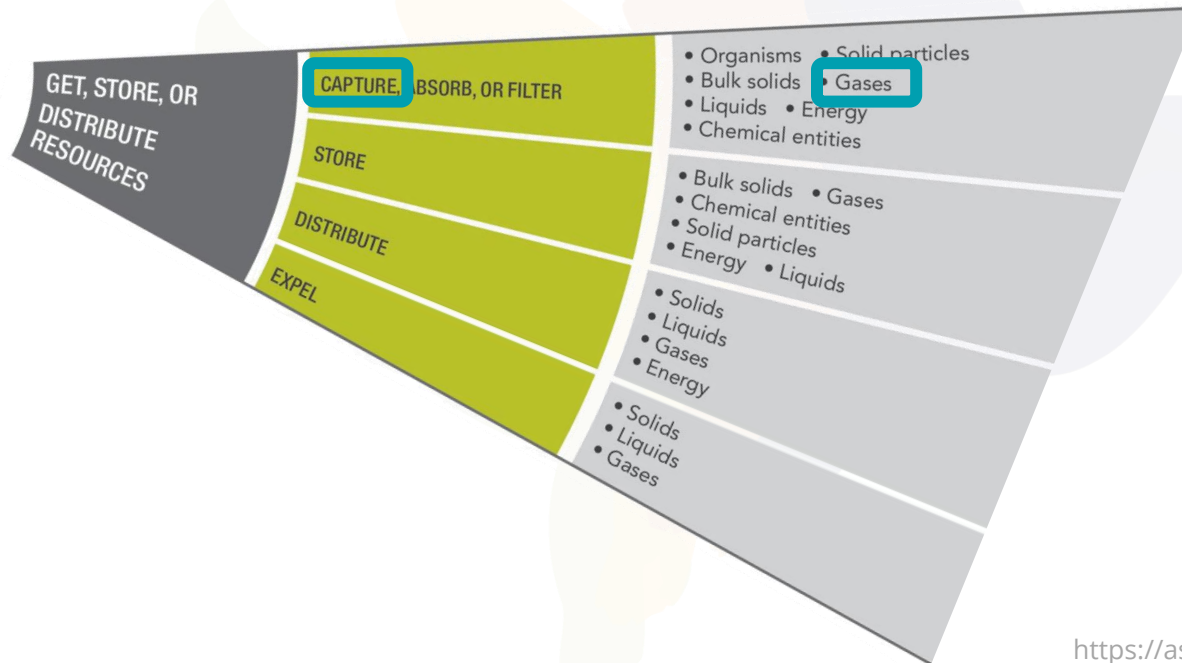 GET, STORE, OR
DISTRIBUTE
RESOURCES
CAPTURE, ABSORB, OR FILTER
• Organisms • Solid particles
• Bulk solids • Gases
• Liquids • Energy
• Chemical entities
STORE
• Bulk solids • Gases
• Chemical entities
• Solid particles
• Energy • Liquids
DISTRIBUTE
• Solids
• Liquids
• Gases
• Energy
EXPEL
• Solids
• Liquids
• Gases
https://as